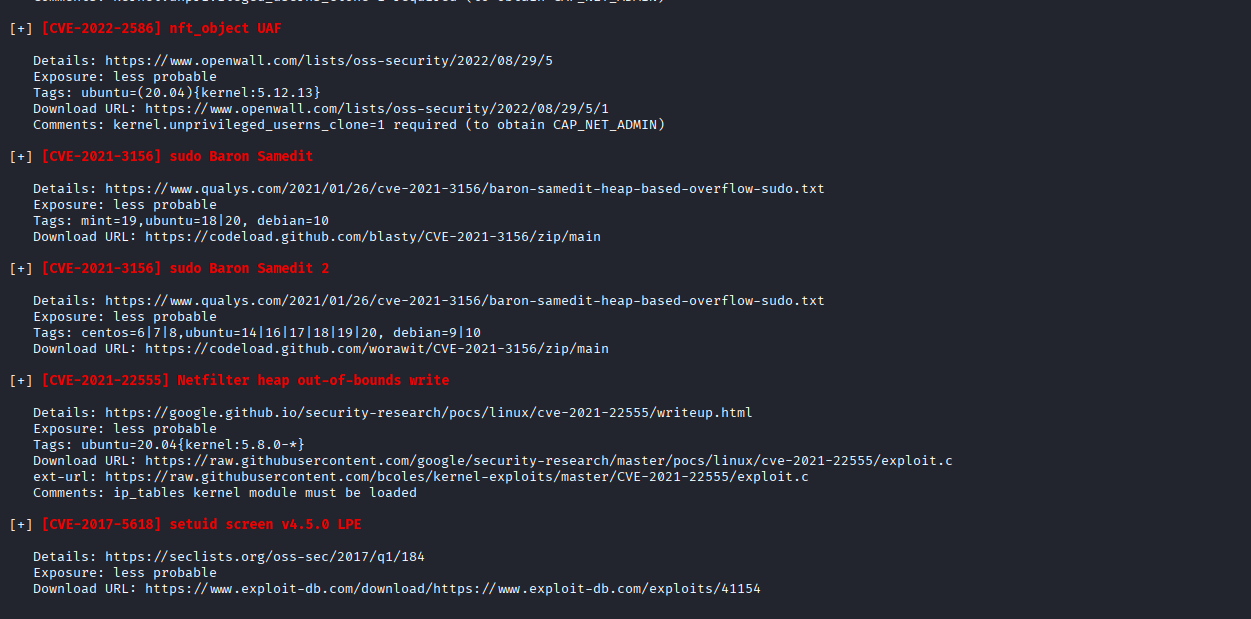 [+] [CVE-2022-2586] nft_object UAF
Details: https://www.openwall.com/lists/oss-security/2022/08/29/5
Exposure: less probable
Tags: ubuntu=(20.04){kernel:5.12.13}
Download URL: https://www.openwall.com/lists/oss-security/2022/08/29/5/1
Comments: kernel.unprivileged_userns_clone=1 required (to obtain CAP_NET_ADMIN)
[+] [CVE-2021-3156] sudo Baron Samedit
Details: https://www.qualys.com/2021/01/26/cve-2021-3156/baron-samedit-heap-based-overflow-sudo.txt
Exposure: less probable
Tags: mint=19,ubuntu=18|20, debian=10
Download URL: https://codeload.github.com/blasty/CVE-2021-3156/zip/main
[+] [CVE-2021-3156] sudo Baron Samedit 2
Details: https://www.qualys.com/2021/01/26/cve-2021-3156/baron-samedit-heap-based-overflow-sudo.txt
Exposure: less probable
Tags: centos=6|7|8,ubuntu=14|16|17|18|19|20, debian=9|10
Download URL: https://codeload.github.com/worawit/CVE-2021-3156/zip/main
[+] [CVE-2021-22555] Netfilter heap out-of-bounds write
Details: https://google.github.io/security-research/pocs/linux/cve-2021-22555/writeup.html
Exposure: less probable
Tags: ubuntu=20.04{kernel:5.8.0-*}
Download URL: https://raw.githubusercontent.com/google/security-research/master/pocs/linux/cve-2021-22555/exploit.c
ext-url: https://raw.githubusercontent.com/bcoles/kernel-exploits/master/CVE-2021-22555/exploit.c
Comments: ip_tables kernel module must be loaded
[+] [CVE-2017-5618] setuid screen v4.5.0 LPE
Details: https://seclists.org/oss-sec/2017/q1/184
Exposure: less probable
Download URL: https://www.exploit-db.com/download/https://www.exploit-db.com/exploits/41154